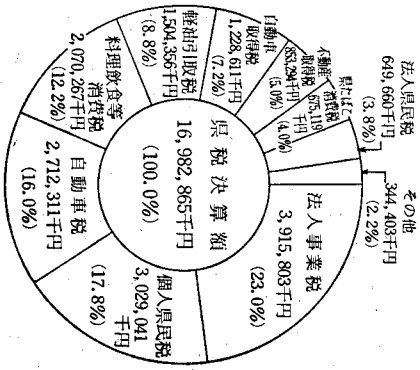 県税決算額
16,982,865千円
(100.0%)
法人事業税
3,915,803千円
(23.0%)
個人県民税
3,029,041
千円
(17.8%)
自動車税
2,712,311千円
(16.0%)
料理飲食等
消費税
2,070,267千円
(12.2%)
軽油引取税
1,504,356千円
(8.8%)
自動車
取得税
1,228,611千円
(7.2%)
不動産
取得税
853,294千円
(5.0%)
県たばこ
消費税
675,119
千円
(4.0%)
法人県民税
649,660千円
(3.8%)
その他
344,403千円
(2.2%)